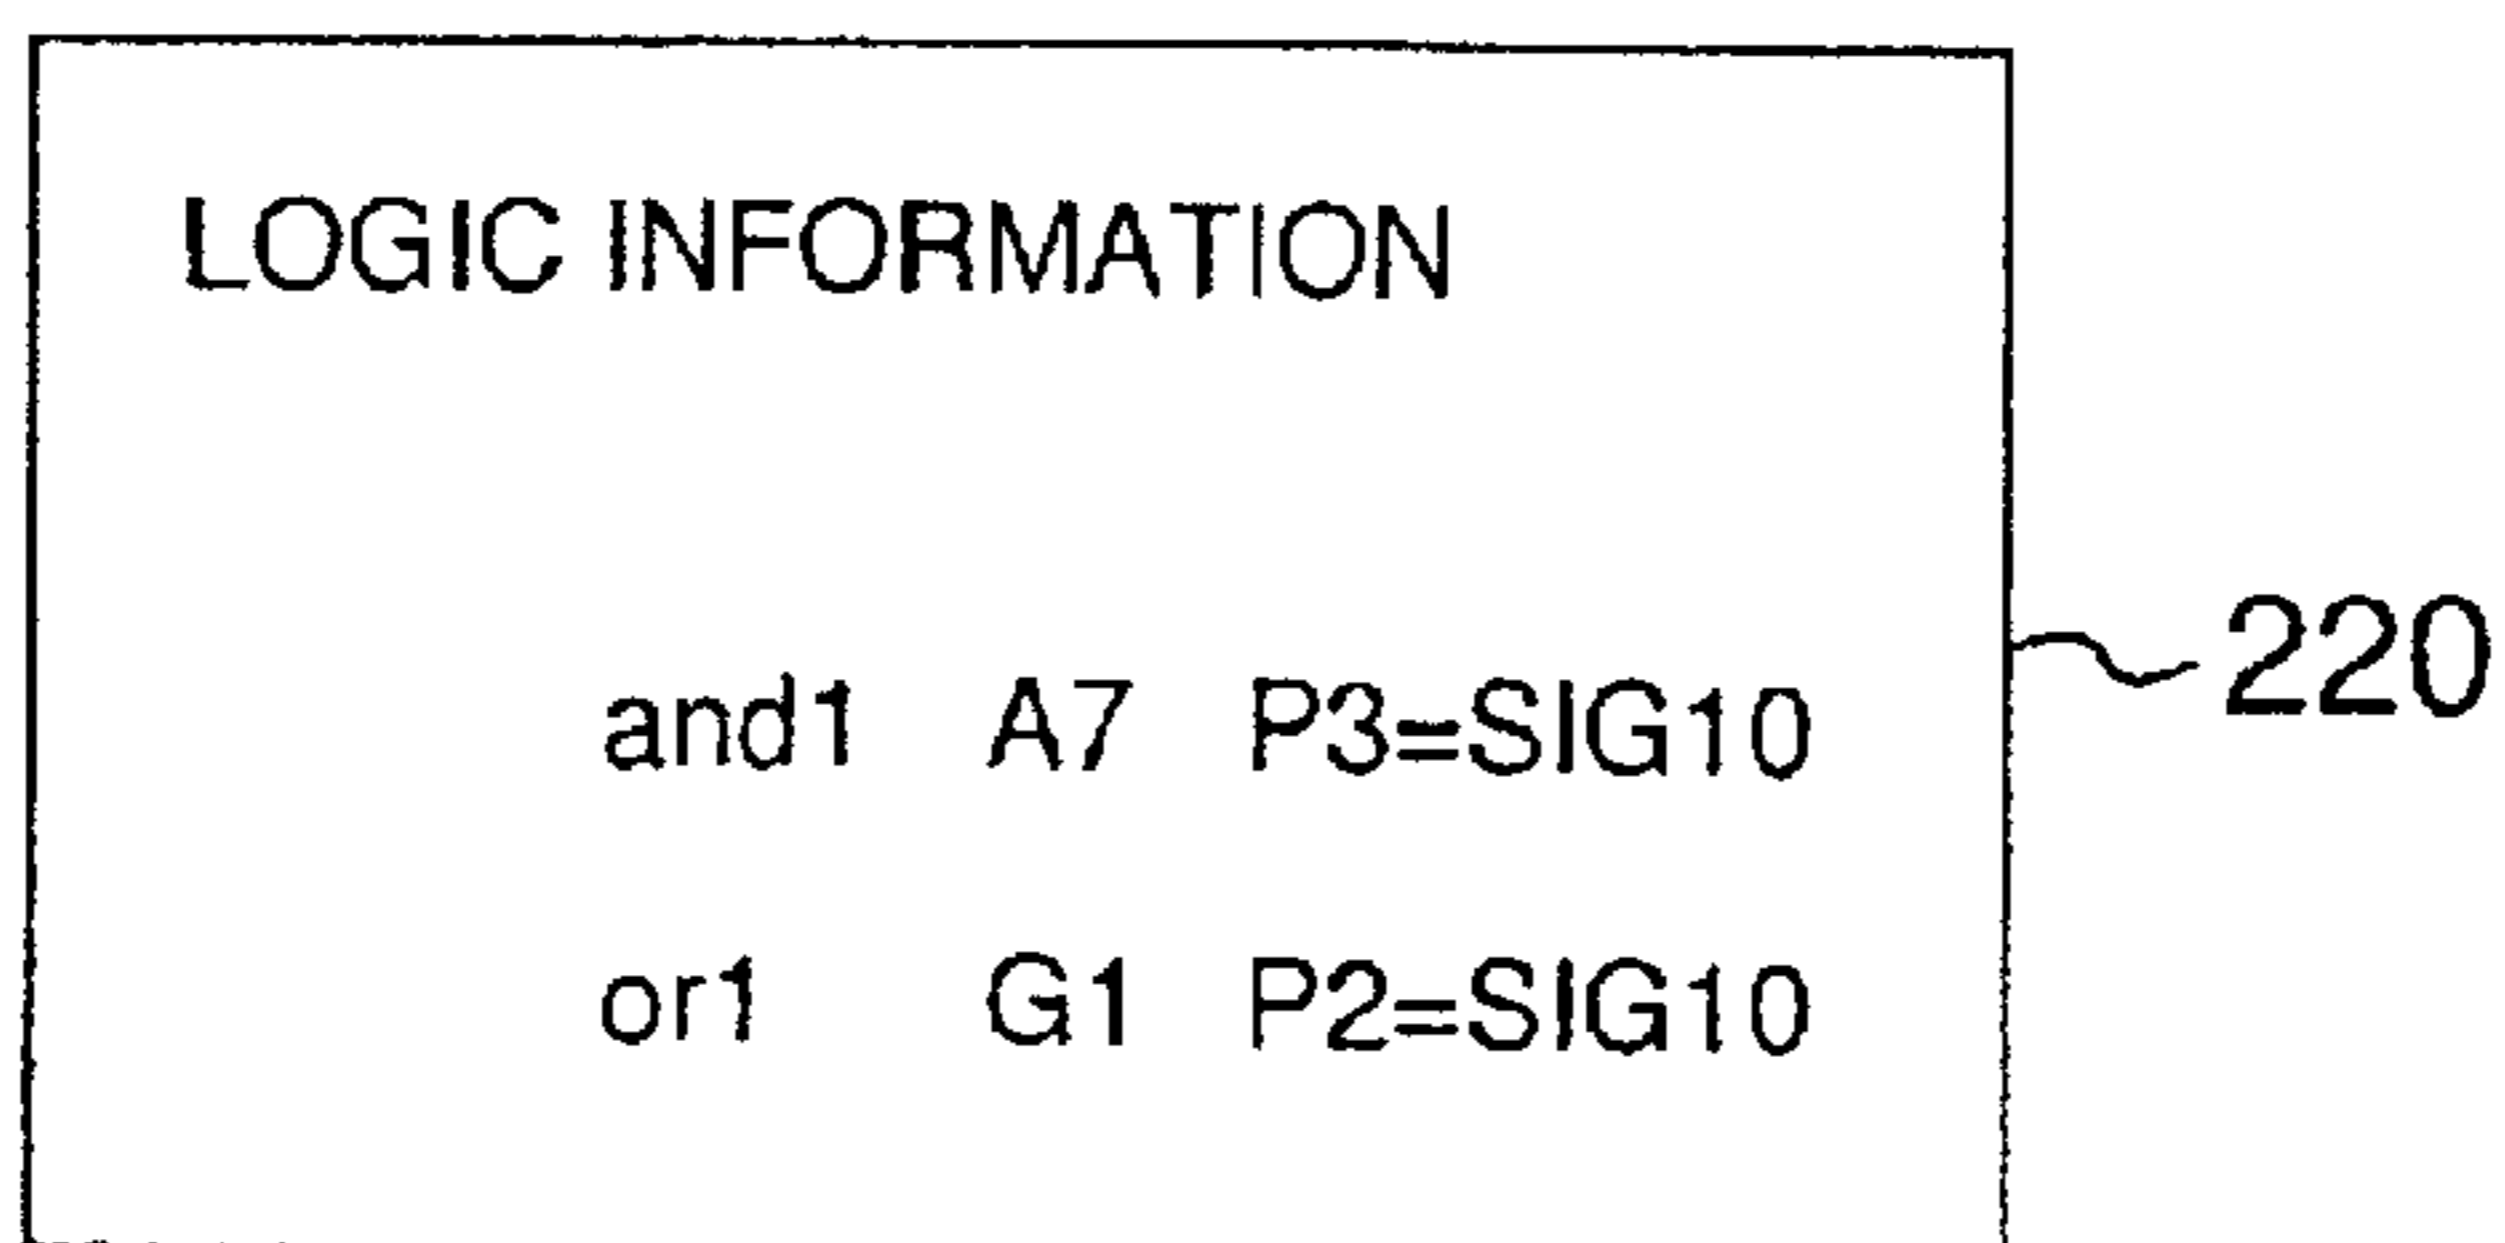 LOGIC INFORMATION
220
and1 A7 P3=SIG10
or1 G1 P2=SIG10